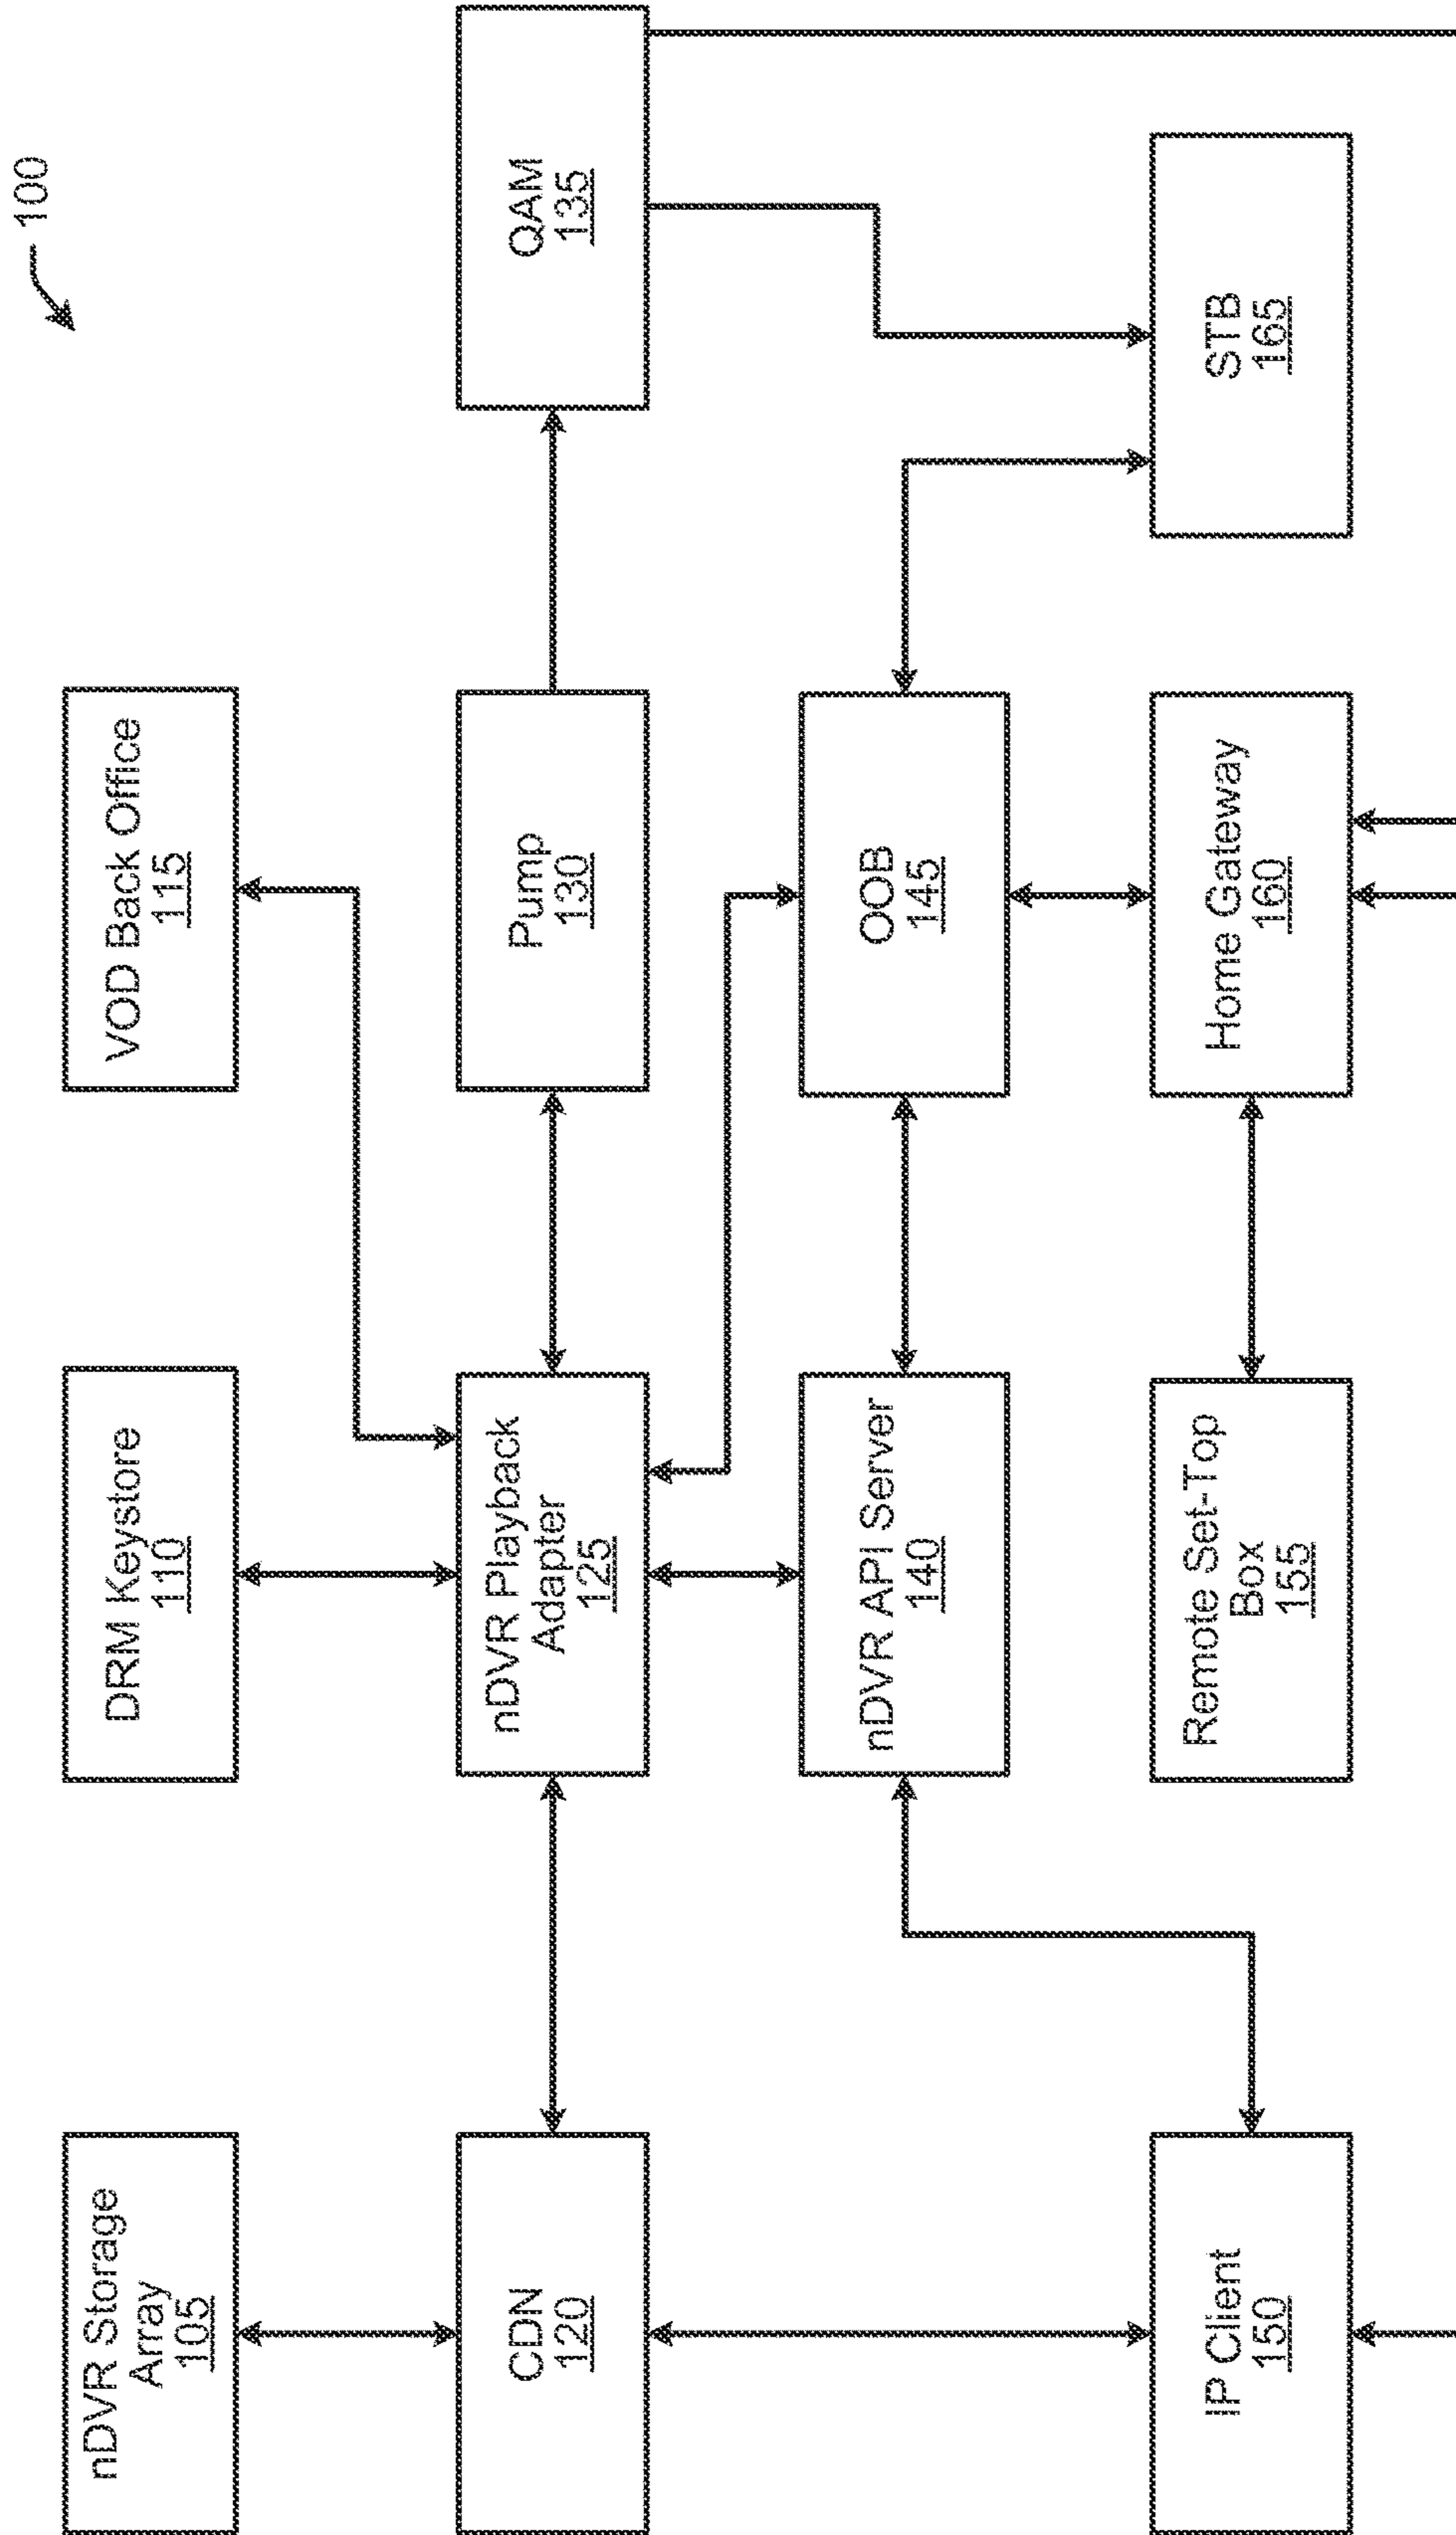 100
nDVR Storage
Array
105
DRM Keystore
110
VOD Back Office
115
CDN
120
nDVR Playback
Adapter
125
Pump
130
QAM
135
nDVR API Server
140
OOB
145
IP Client
150
Remote Set-Top
Box
155
Home Gateway
160
STB
165